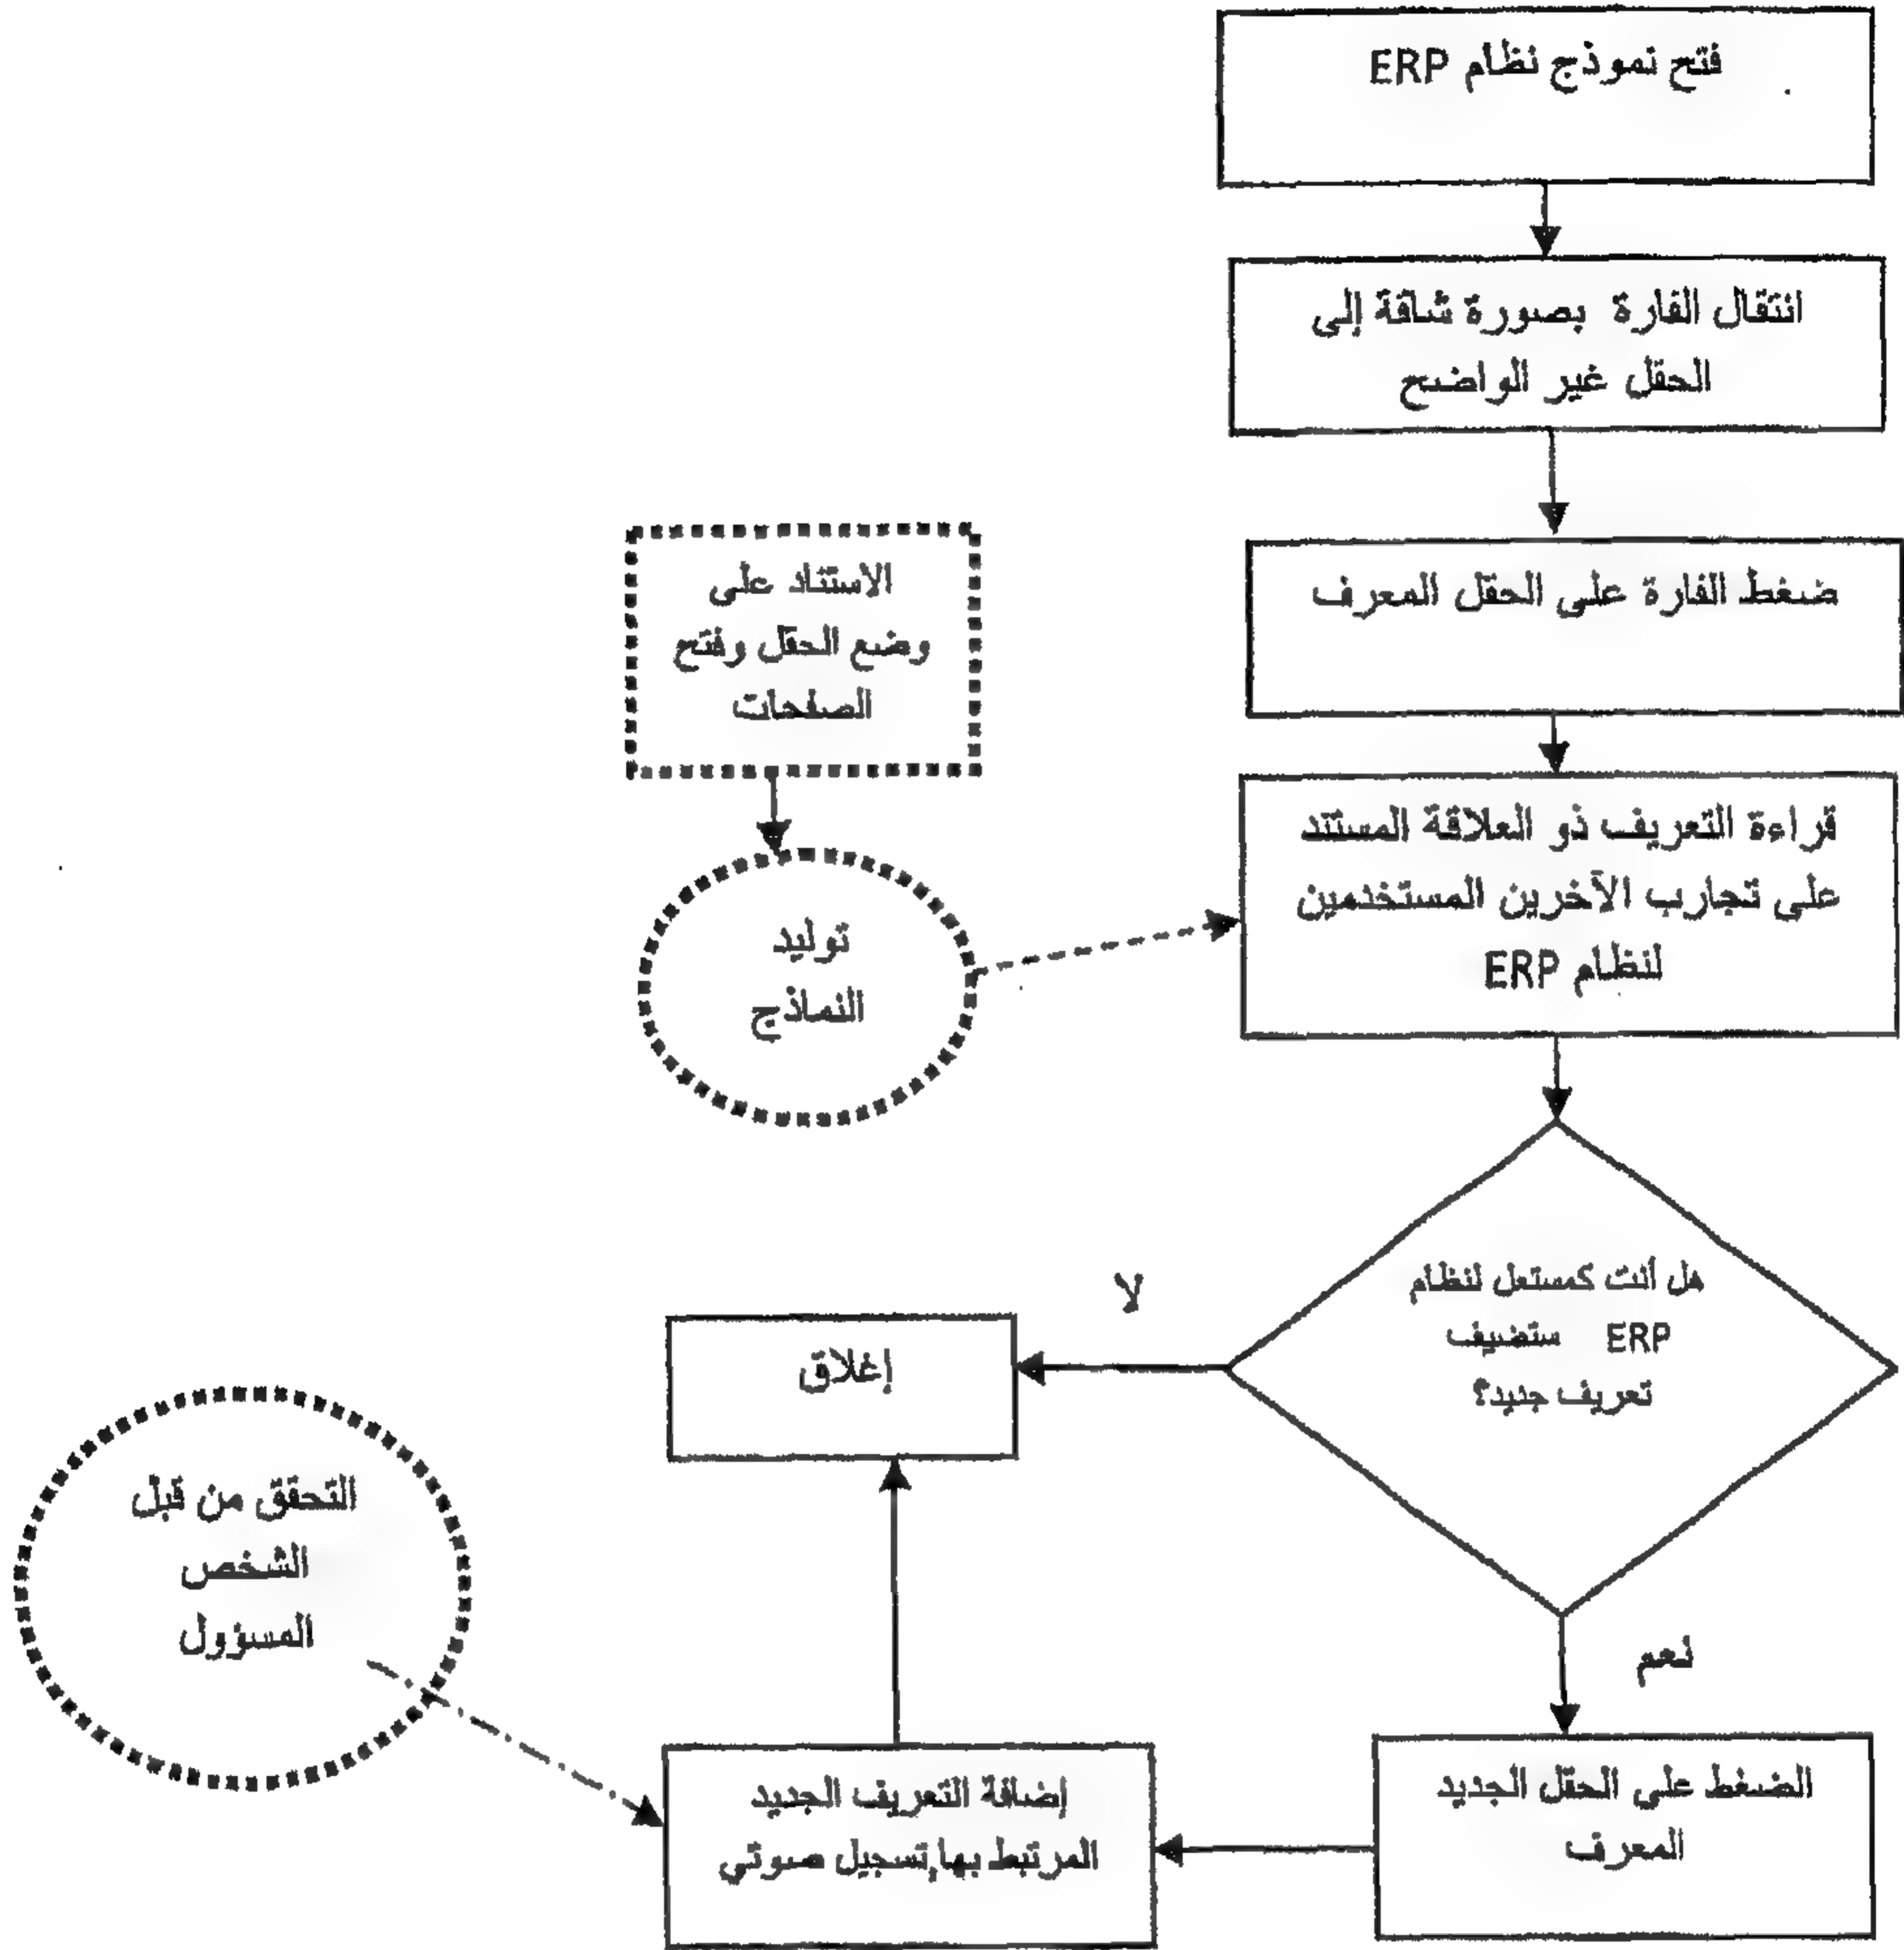 فتح نموذج نظام ERP
انتقال الفارة بصورة شاقة إلى
الحقل غير الواضح
ضغط الفارة على الحقل المعرف
الاستناد على
وضع الحقل وفتح
الصفحات
قراءة التعريف ذو العلاقة المستند
على تجارب الآخرين المستخدمين
لنظام ERP
توليد
النماذج
هل أنت كمستعل لنظام
ERP ستضيف
تعريف جديد؟
لا
إغلاق
نعم
التحقق من قبل
الشخص
المسؤول
الضغط على الحقل الجديد
المعرف
إضافة التعريف الجديد
المرتبط بها تسجيل صوتي